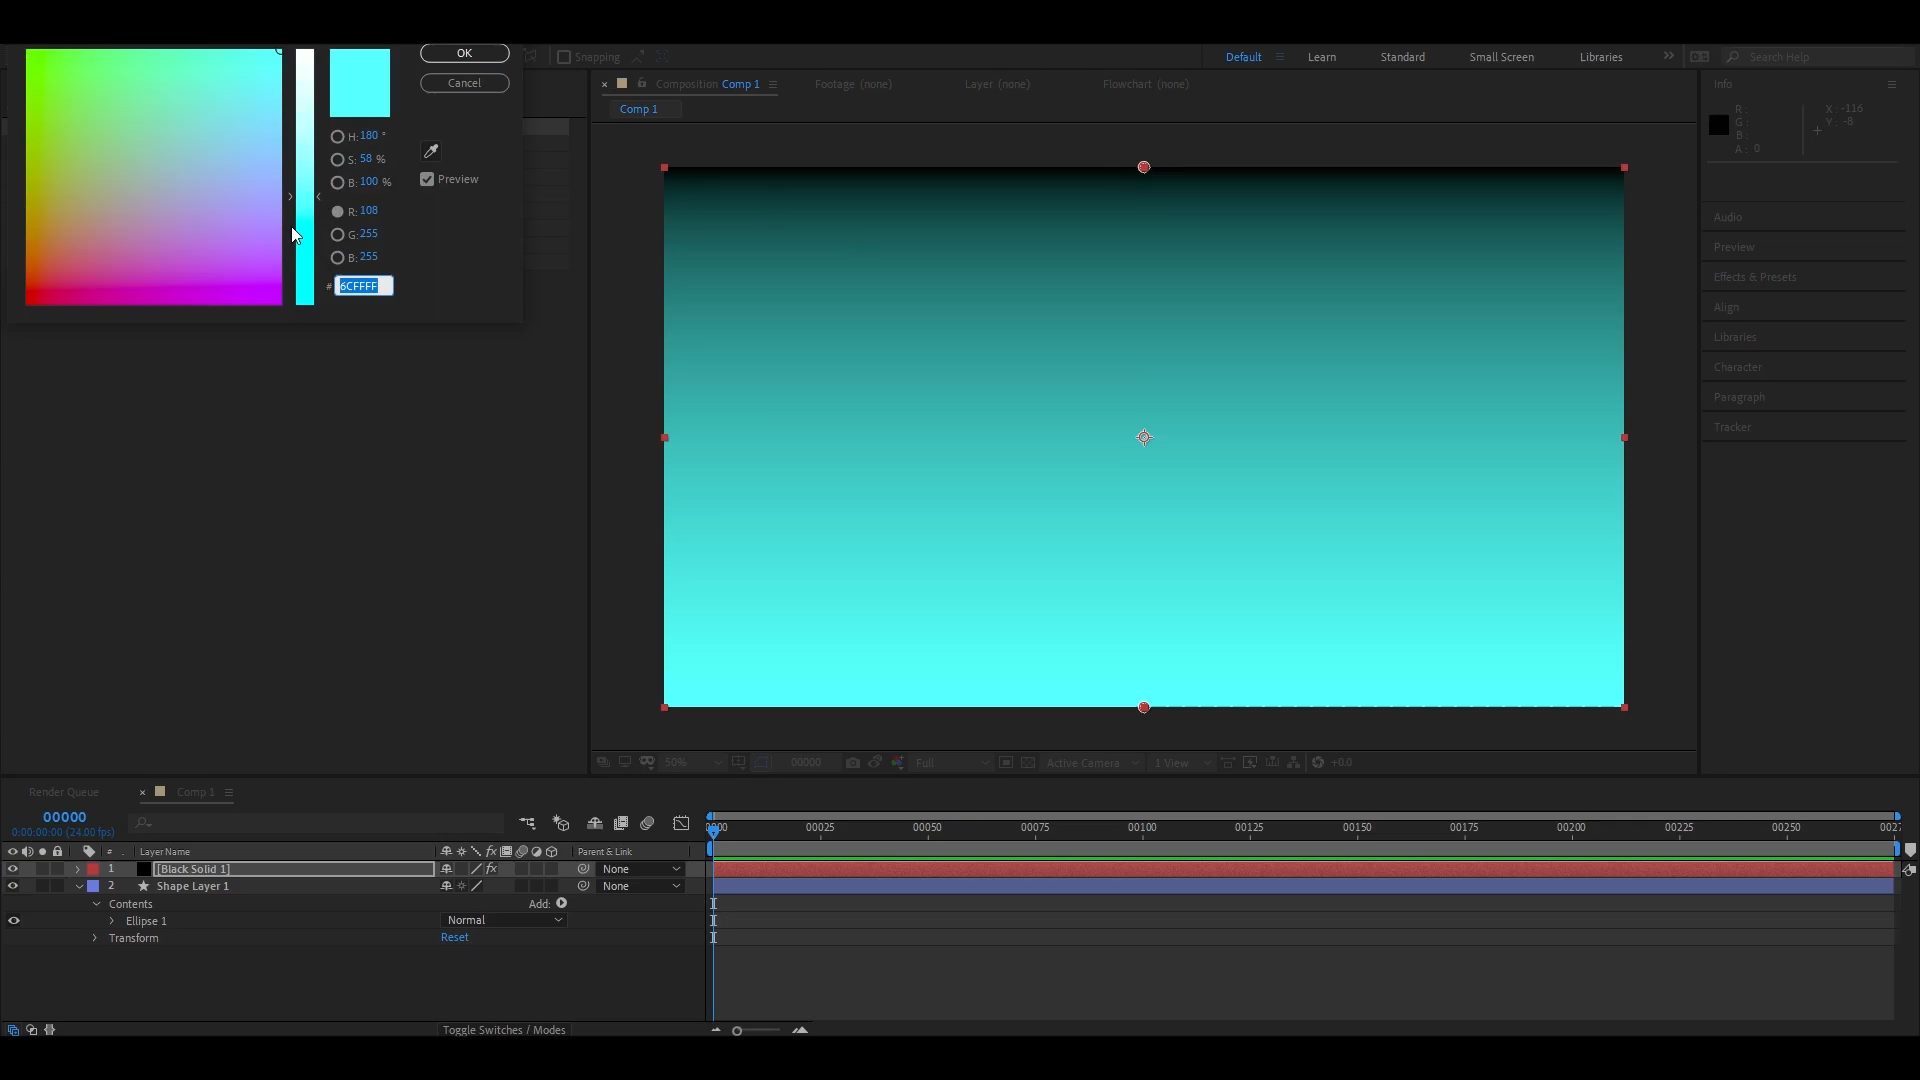 OK
Snapping
Default
Learn
Standard
Small Screen
Libraries
Search Help
Cancel
Composition Comp 1
Footage (none)
Layer (none)
Flowchart (none)
Info
Comp 1
R:
G:
B:
A: 0
X: -116
Y: -8
H: 180 °
S: 58 %
B: 100 %
Preview
R: 108
G: 255
B: 255
# 6CFFFF
Audio
Preview
Effects & Presets
Align
Libraries
Character
Paragraph
Tracker
50%
00000
Full
Active Camera
1 View
+0.0
Render Queue
Comp 1
00000
0:00:00:00 (24.00 fps)
0000 00025 00050 00075 00100 00125 00150 00175 00200 00225 00250 0027
# Layer Name
fx
Parent & Link
1 [Black Solid 1]
fx
None
2 Shape Layer 1
None
Contents
Add:
Ellipse 1
Normal
Transform
Reset
Toggle Switches / Modes